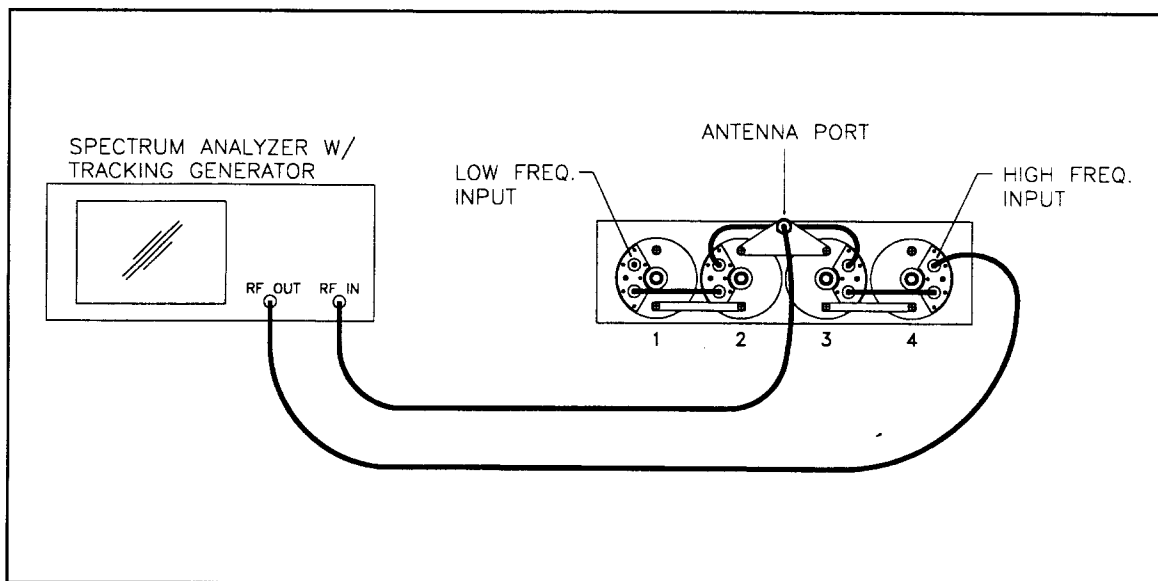 SPECTRUM ANALYZER W/
TRACKING GENERATOR
RF OUT
RF IN
ANTENNA PORT
LOW FREQ.
INPUT
HIGH FREQ.
INPUT
1
2
3
4